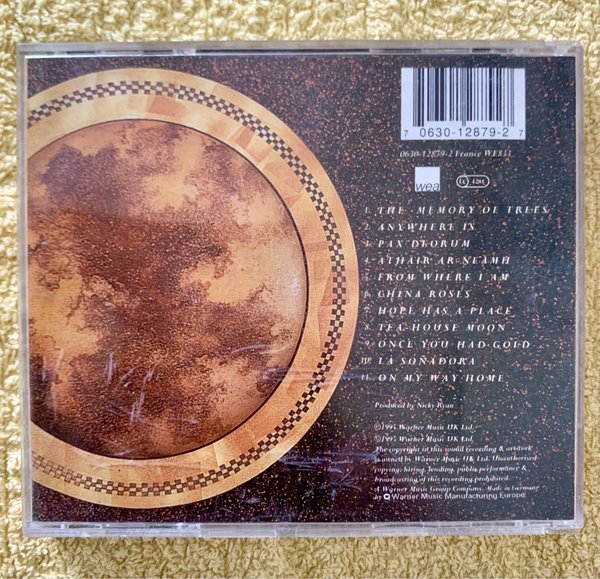 7 0630-12879-2 7
0630-12879-2 France WE833
wea
LC 4281
1. THE MEMORY OF TREES
2. ANYWHERE IS
3. PAX DEORUM
4. ATHAIR AR NEAMH
5. FROM WHERE I AM
6. CHINA ROSES
7. HOPE HAS A PLACE
8. TEA-HOUSE MOON
9. ONCE YOU HAD GOLD
10. LA SOÑADORA
11. ON MY WAY HOME
Produced by Nicky Ryan
℗1995 Warner Music UK Ltd.
©1995 Warner Music UK Ltd.
The copyright in this sound recording & artwork
is owned by Warner Music UK Ltd. Unauthorised
copying, hiring, lending, public performance &
broadcasting of this recording prohibited.
A Warner Music Group Company. Made in Germany
by Warner Music Manufacturing Europe.